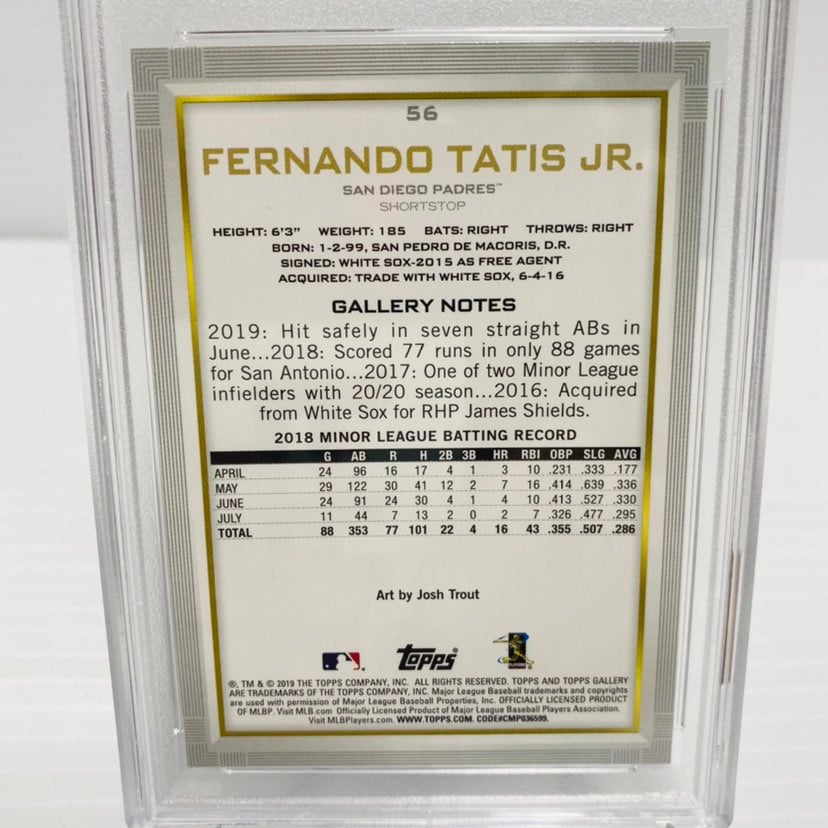 56
FERNANDO TATIS JR.
SAN DIEGO PADRES™
SHORTSTOP
HEIGHT: 6'3" WEIGHT: 185 BATS: RIGHT THROWS: RIGHT
BORN: 1-2-99, SAN PEDRO DE MACORIS, D.R.
SIGNED: WHITE SOX-2015 AS FREE AGENT
ACQUIRED: TRADE WITH WHITE SOX, 6-4-16
GALLERY NOTES
2019: Hit safely in seven straight ABs in
June...2018: Scored 77 runs in only 88 games
for San Antonio...2017: One of two Minor League
infielders with 20/20 season...2016: Acquired
from White Sox for RHP James Shields.
2018 MINOR LEAGUE BATTING RECORD
G AB R H 2B 3B HR RBI OBP SLG AVG
APRIL 24 96 16 17 4 1 3 10 .231 .333 .177
MAY 29 122 30 41 12 2 7 16 .414 .639 .336
JUNE 24 91 24 30 4 1 4 10 .413 .527 .330
JULY 11 44 7 13 2 0 2 7 .326 .477 .295
TOTAL 88 353 77 101 22 4 16 43 .355 .507 .286
Art by Josh Trout
Topps
PLAYERS
®, TM & © 2019 THE TOPPS COMPANY, INC. ALL RIGHTS RESERVED. TOPPS AND TOPPS GALLERY
ARE TRADEMARKS OF THE TOPPS COMPANY, INC. Major League Baseball trademarks and copyrights
are used with permission of Major League Baseball Properties, Inc. OFFICIALLY LICENSED PRODUCT
OF MLBP. Visit MLB.com Officially Licensed Product of Major League Baseball Players Association.
Visit MLBPlayers.com. WWW.TOPPS.COM. CODE#CMP036599.